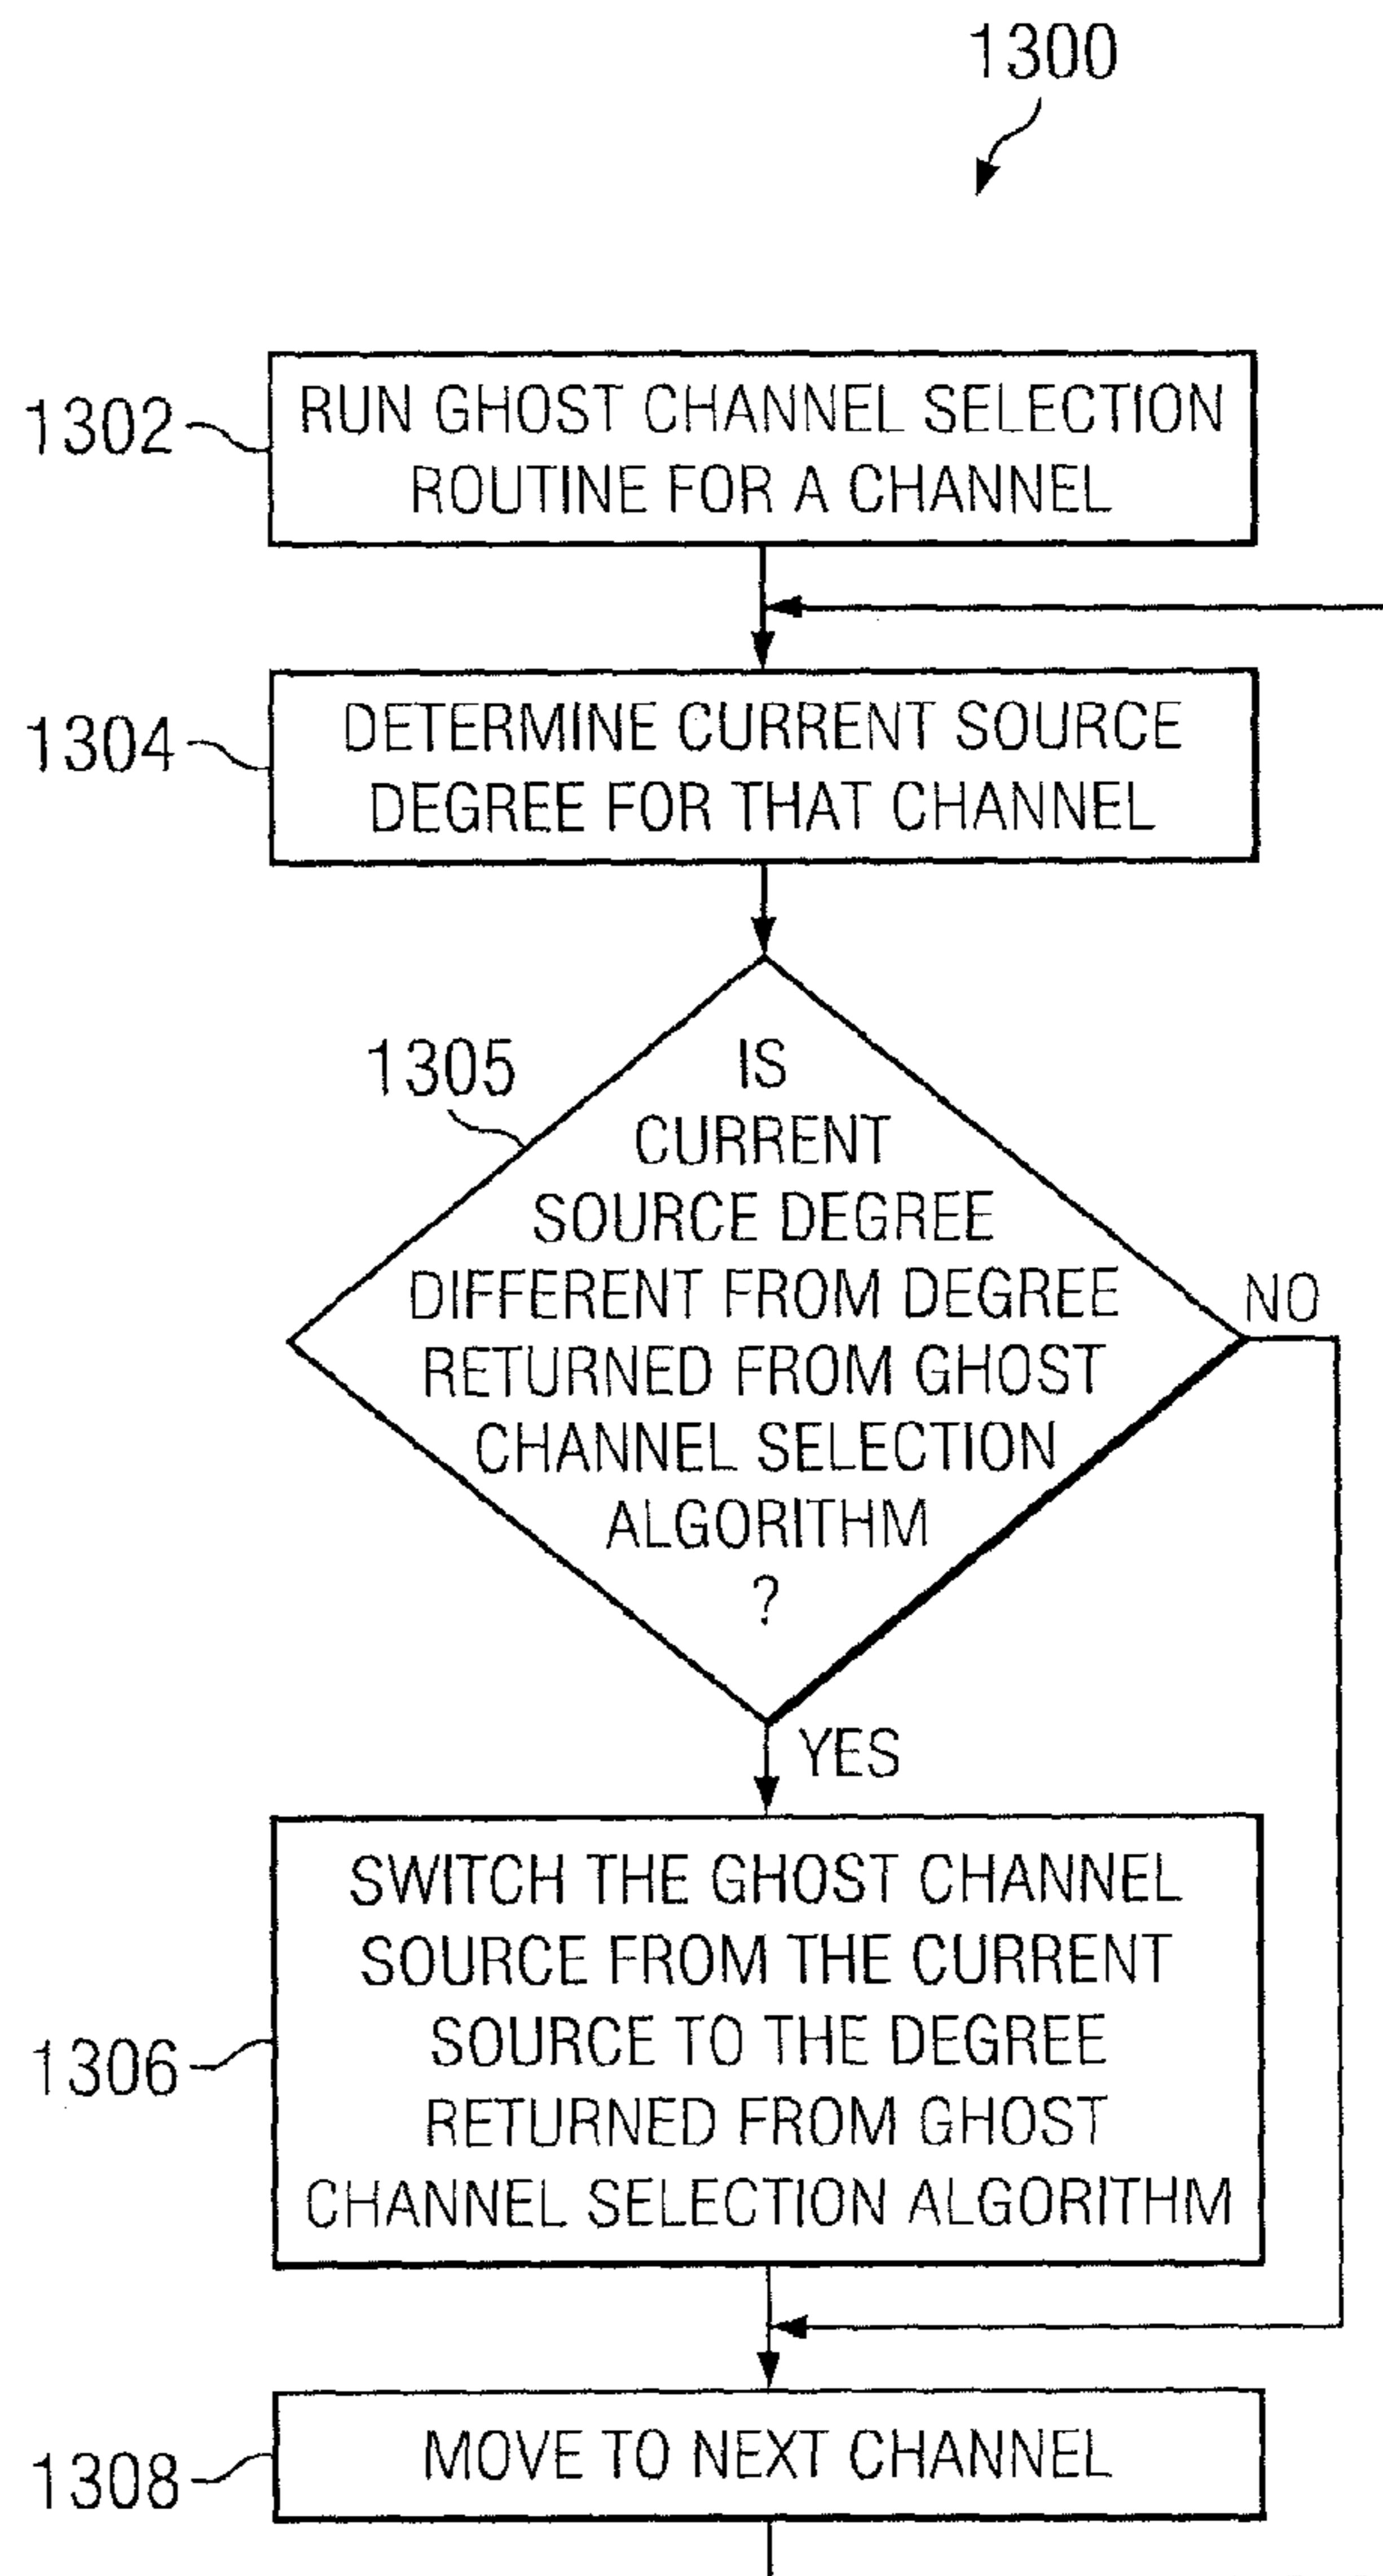 1300
1302
RUN GHOST CHANNEL SELECTION
ROUTINE FOR A CHANNEL
1304
DETERMINE CURRENT SOURCE
DEGREE FOR THAT CHANNEL
1305
IS
CURRENT
SOURCE DEGREE
DIFFERENT FROM DEGREE
RETURNED FROM GHOST
CHANNEL SELECTION
ALGORITHM
?
NO
YES
1306
SWITCH THE GHOST CHANNEL
SOURCE FROM THE CURRENT
SOURCE TO THE DEGREE
RETURNED FROM GHOST
CHANNEL SELECTION ALGORITHM
1308
MOVE TO NEXT CHANNEL